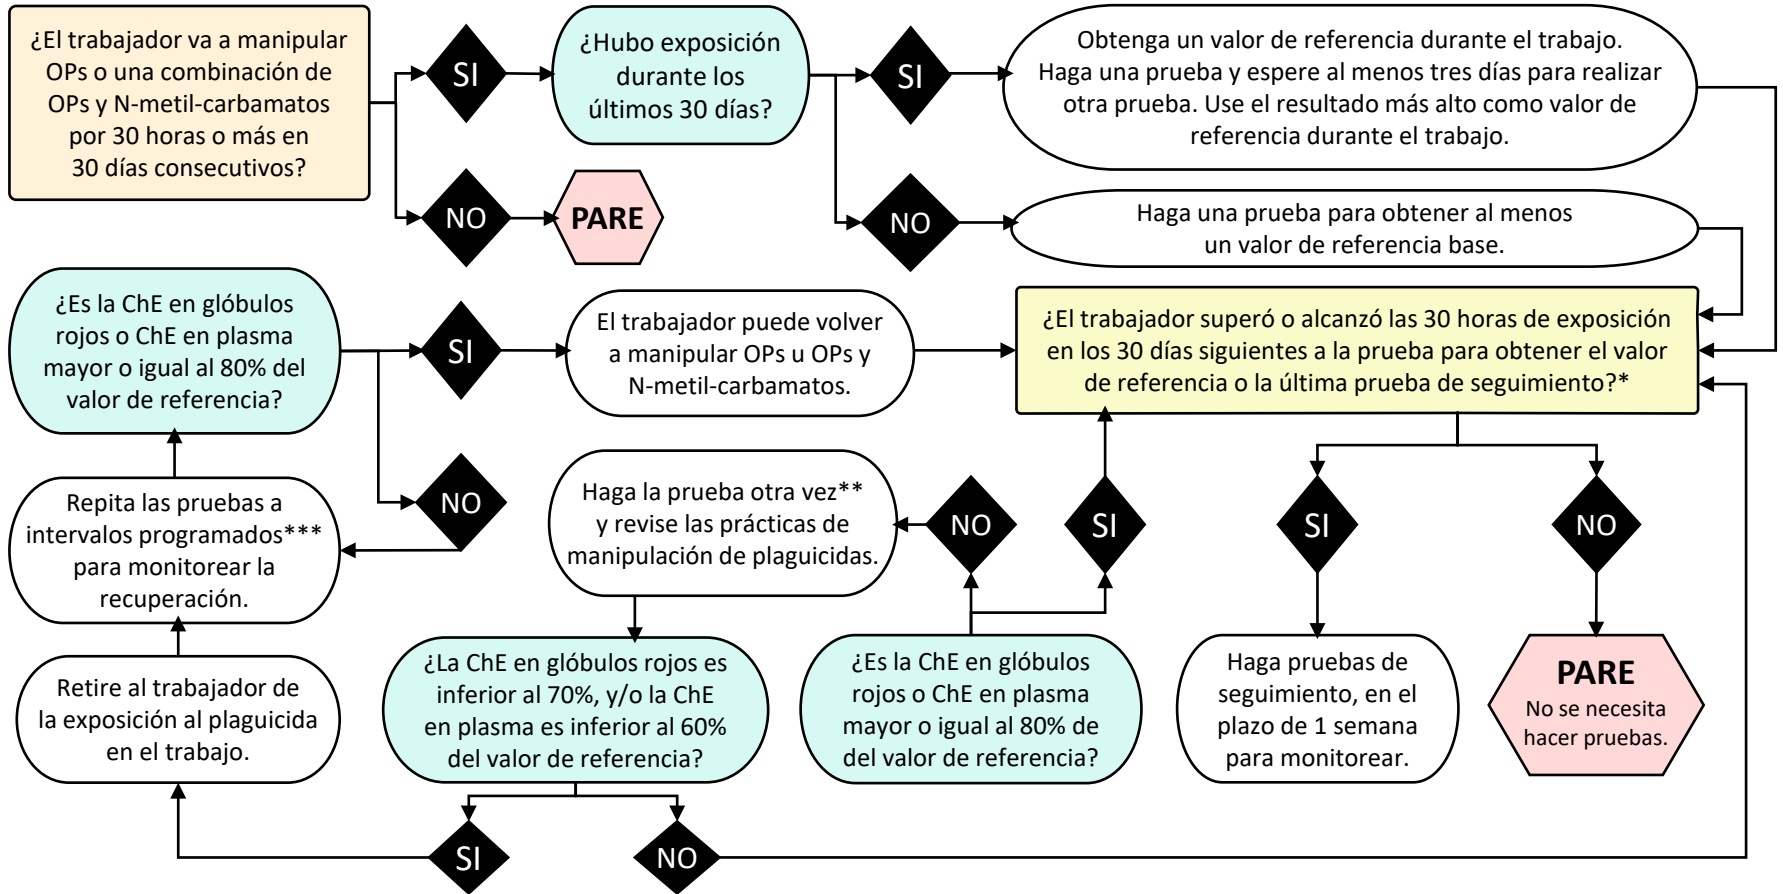 ¿El trabajador va a manipular
OPs o una combinación de
OPs y N-metil-carbamatos
por 30 horas o más en
30 días consecutivos?
SI
¿Hubo exposición
durante los
últimos 30 días?
SI
Obtenga un valor de referencia durante el trabajo.
Haga una prueba y espere al menos tres días para realizar
otra prueba. Use el resultado más alto como valor de
referencia durante el trabajo.
NO
PARE
NO
Haga una prueba para obtener al menos
un valor de referencia base.
¿Es la ChE en glóbulos
rojos o ChE en plasma
mayor o igual al 80% del
valor de referencia?
SI
El trabajador puede volver
a manipular OPs u OPs y
N-metil-carbamatos.
¿El trabajador superó o alcanzó las 30 horas de exposición
en los 30 días siguientes a la prueba para obtener el valor
de referencia o la última prueba de seguimiento?*
Repita las pruebas a
intervalos programados***
para monitorear la
recuperación.
NO
Haga la prueba otra vez**
y revise las prácticas de
manipulación de plaguicidas.
NO
SI
SI
NO
Retire al trabajador de
la exposición al plaguicida
en el trabajo.
¿La ChE en glóbulos rojos es
inferior al 70%, y/o la ChE
en plasma es inferior al 60%
del valor de referencia?
¿Es la ChE en glóbulos
rojos o ChE en plasma
mayor o igual al 80% de
del valor de referencia?
Haga pruebas de
seguimiento, en el
plazo de 1 semana
para monitorear.
PARE
No se necesita
hacer pruebas.
SI
NO